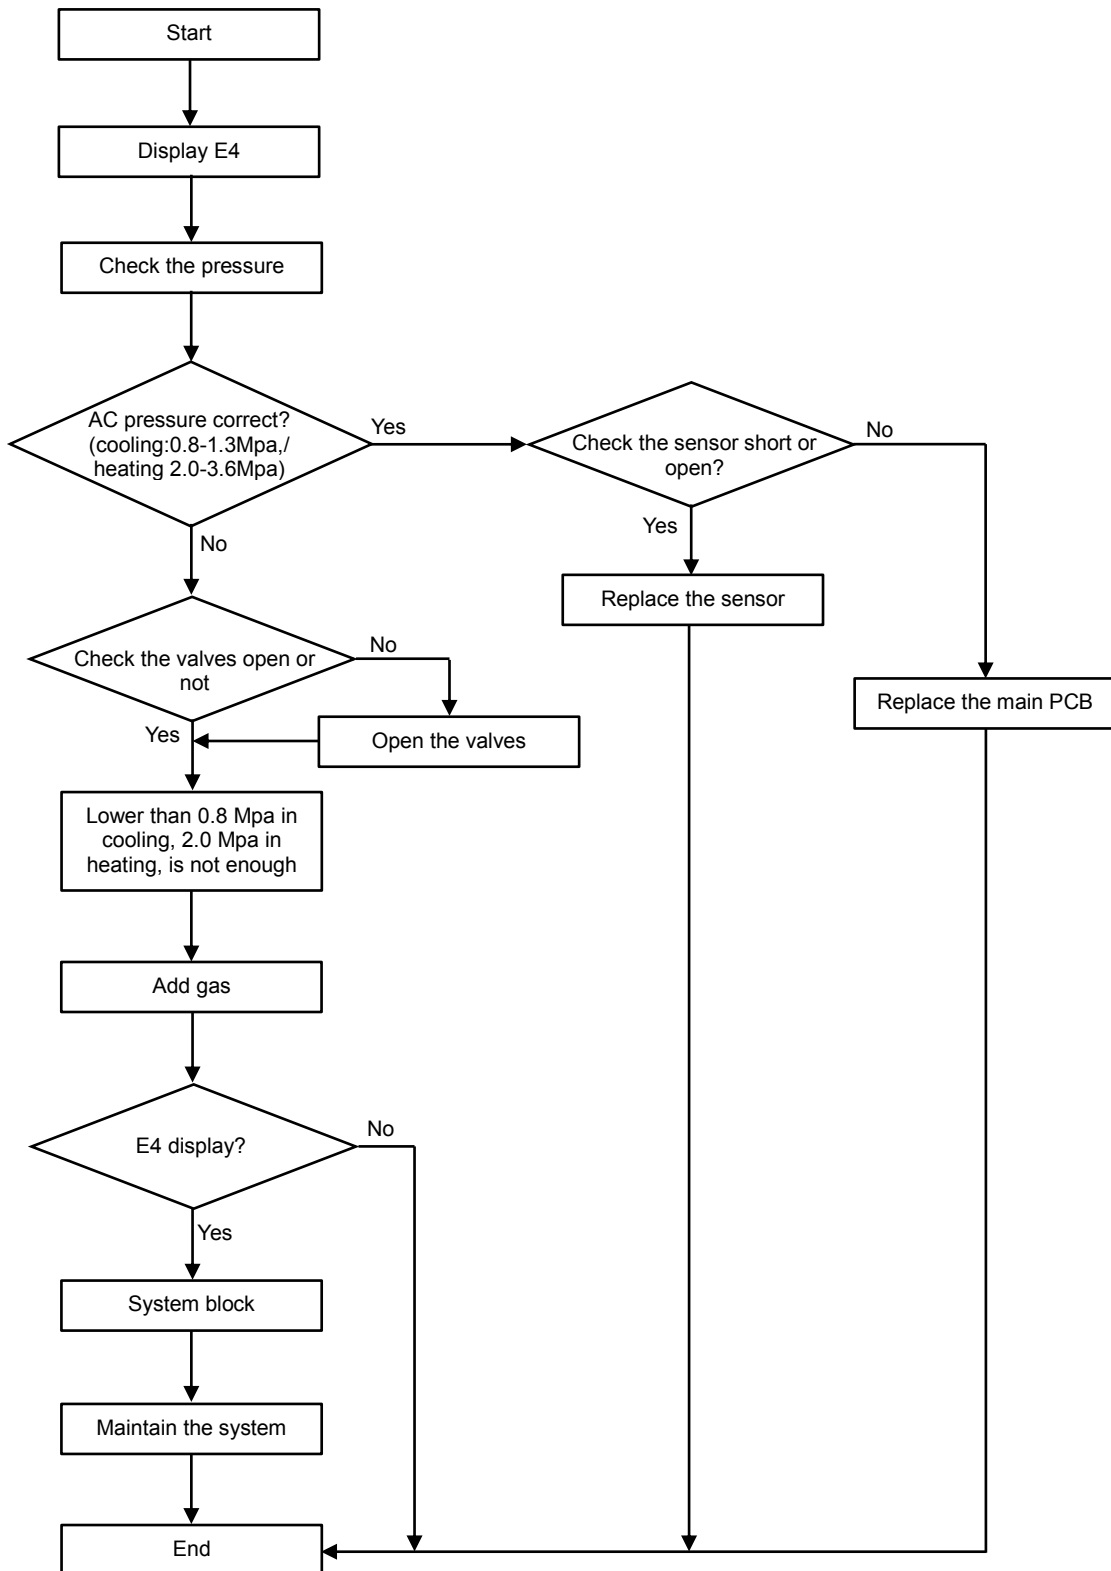 Start
Display E4
Check the pressure
AC pressure correct?
(cooling:0.8-1.3Mpa,/
heating 2.0-3.6Mpa)
Yes
Check the sensor short or
open?
No
No
Yes
Replace the sensor
Check the valves open or
not
No
Replace the main PCB
Yes
Open the valves
Lower than 0.8 Mpa in
cooling, 2.0 Mpa in
heating, is not enough
Add gas
E4 display?
No
Yes
System block
Maintain the system
End